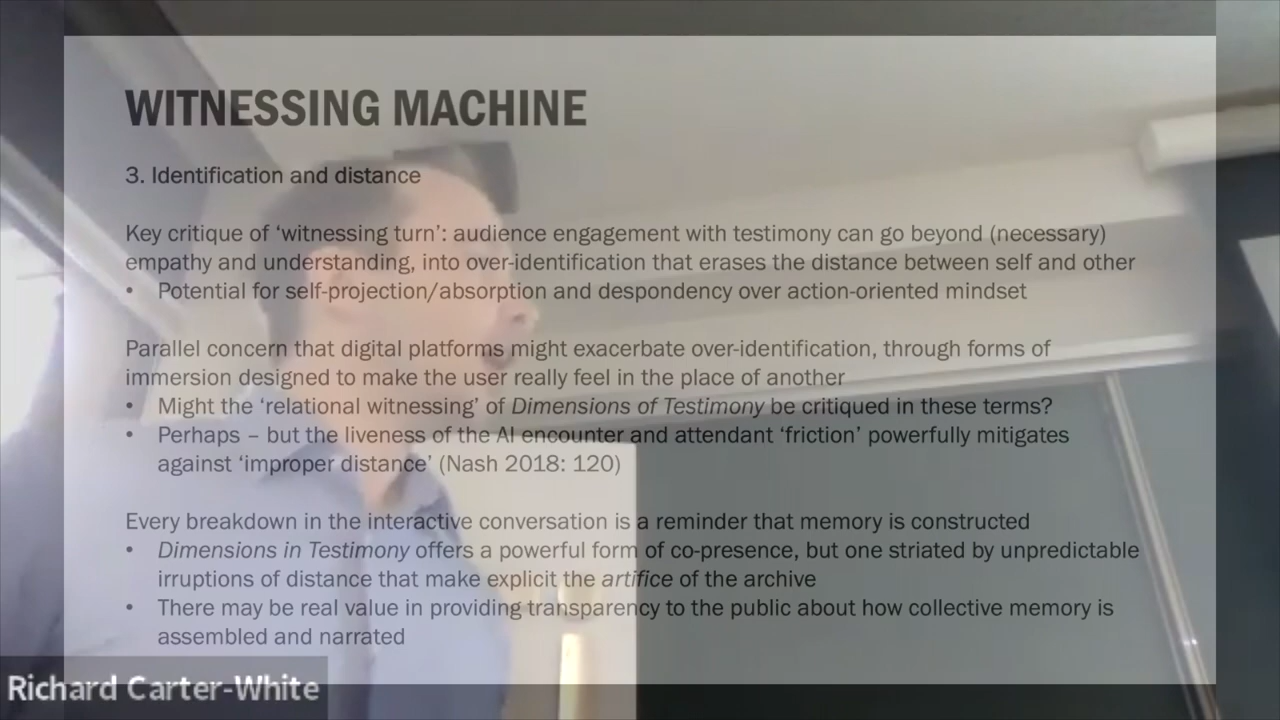 WITNESSING MACHINE
3. Identification and distance
Key critique of ‘witnessing turn’: audience engagement with testimony can go beyond (necessary)
empathy and understanding, into over-identification that erases the distance between self and other
• Potential for self-projection/absorption and despondency over action-oriented mindset
Parallel concern that digital platforms might exacerbate over-identification, through forms of
immersion designed to make the user really feel in the place of another
• Might the ‘relational witnessing’ of Dimensions of Testimony be critiqued in these terms?
• Perhaps – but the liveness of the AI encounter and attendant ‘friction’ powerfully mitigates
against ‘improper distance’ (Nash 2018: 120)
Every breakdown in the interactive conversation is a reminder that memory is constructed
• Dimensions in Testimony offers a powerful form of co-presence, but one striated by unpredictable
irruptions of distance that make explicit the artifice of the archive
• There may be real value in providing transparency to the public about how collective memory is
assembled and narrated
Richard Carter-White